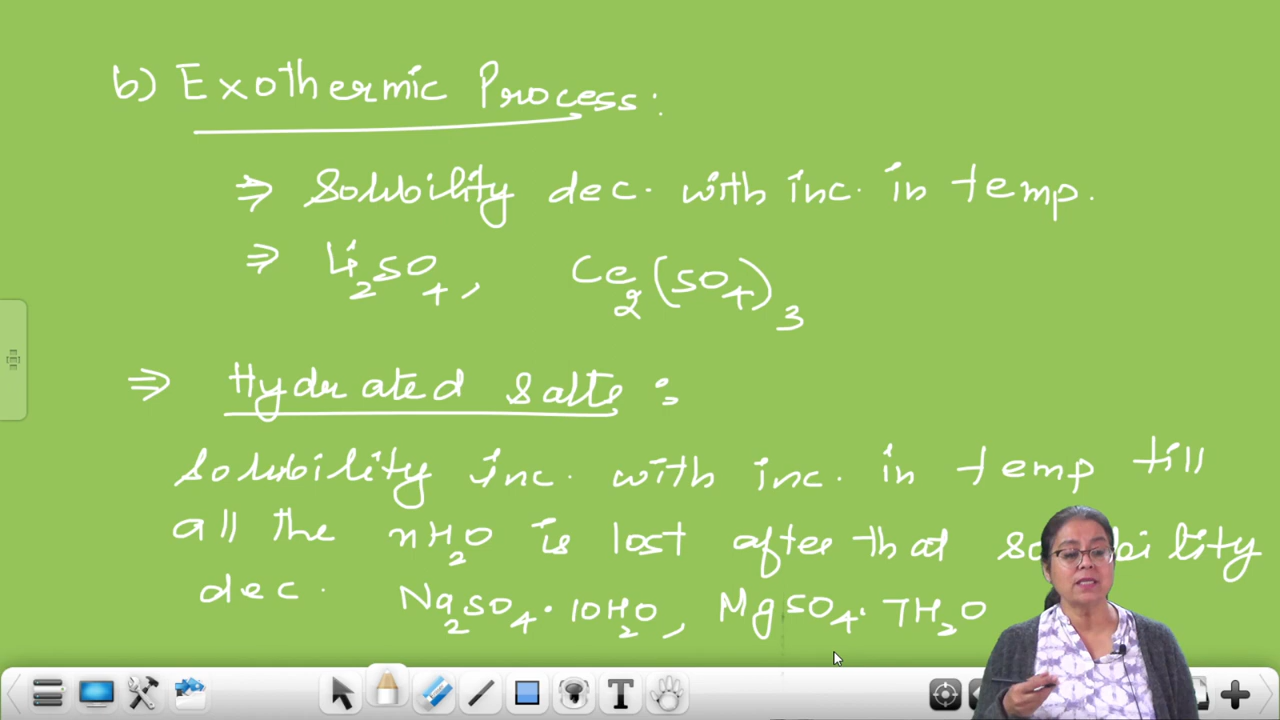 b) Exothermic Process:
⇒ Solubility dec. with inc. in temp.
⇒ Li₂SO₄, Ce₂(SO₄)₃
⇒ Hydrated Salts:
Solubility inc. with inc. in temp till
all the nH₂O is lost after that solubility
dec. Na₂SO₄·10H₂O, MgSO₄·7H₂O